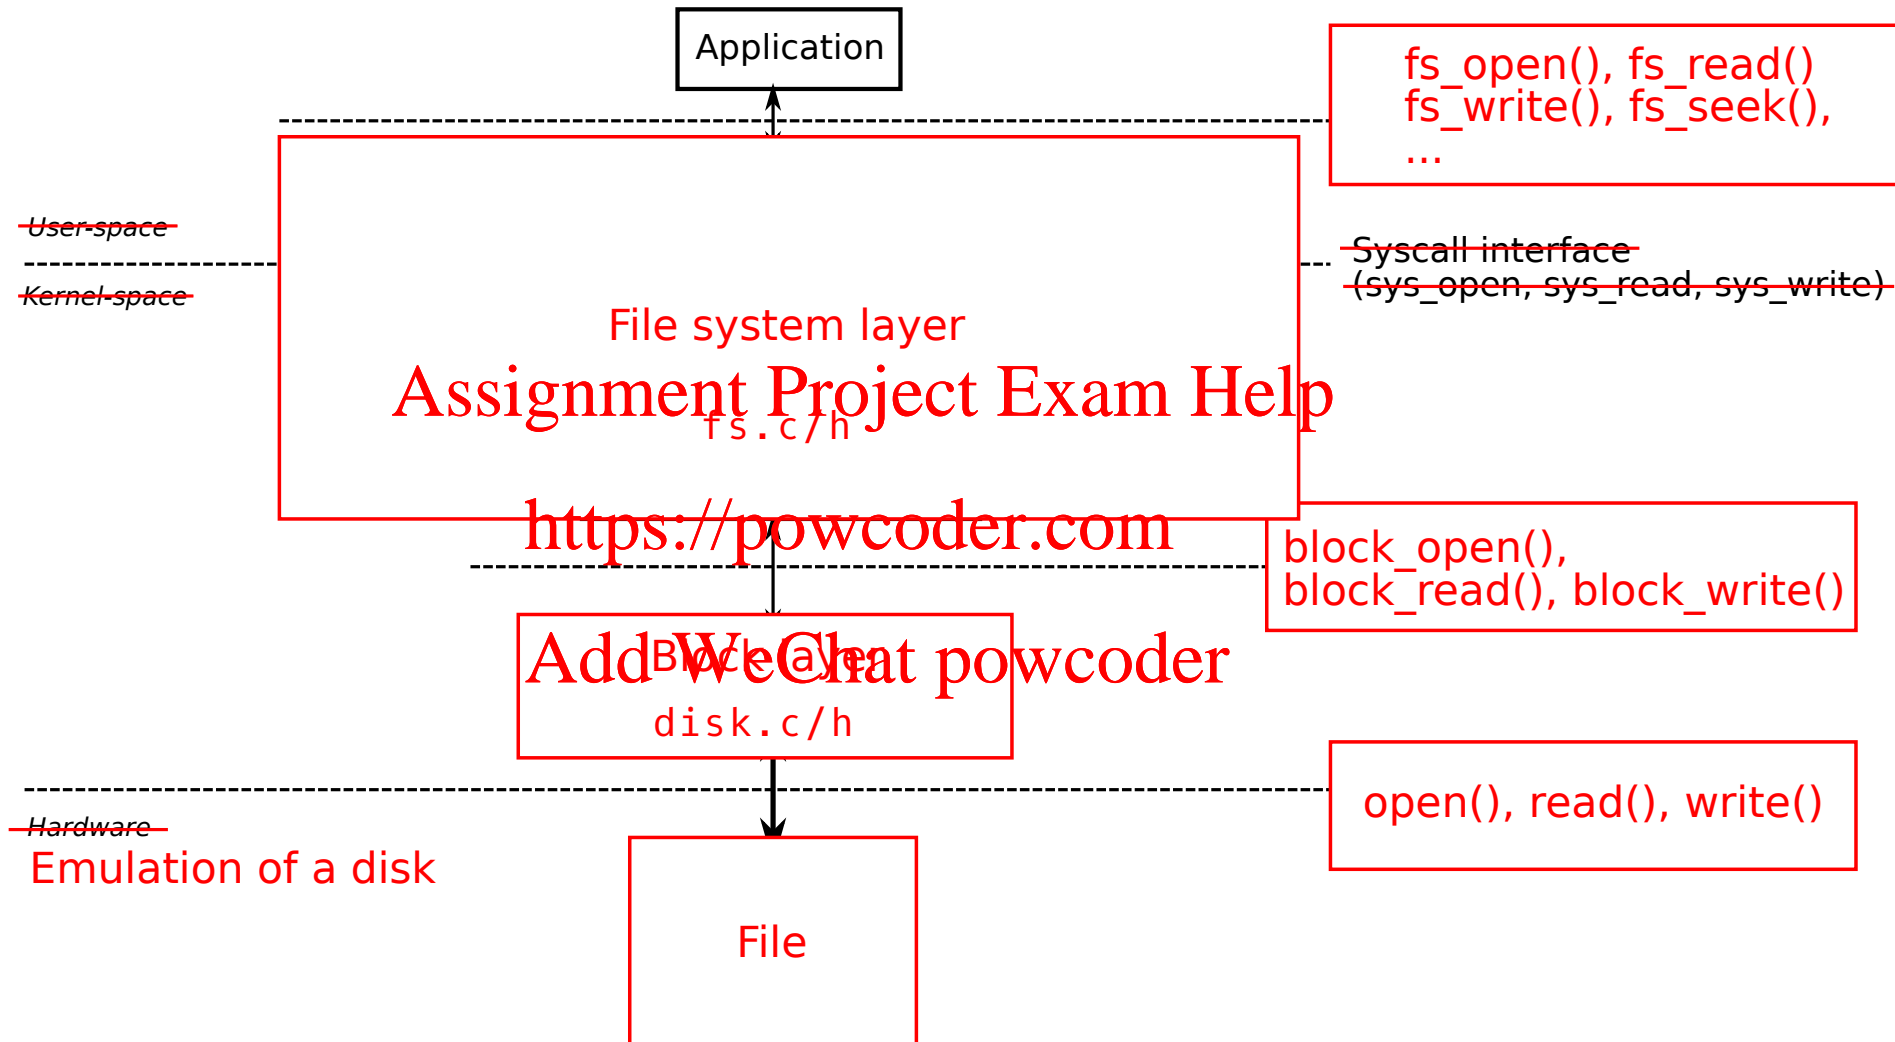 Application
fs_open(), fs_read()
fs_write(), fs_seek(),
...
User-space
Kernel-space
Syscall interface
(sys_open, sys_read, sys_write)
File system layer
Assignment Project Exam Help
fs.c/h
https://powcoder.com
block_open(),
block_read(), block_write()
Block layer
Add WeChat powcoder
disk.c/h
open(), read(), write()
Hardware
Emulation of a disk
File